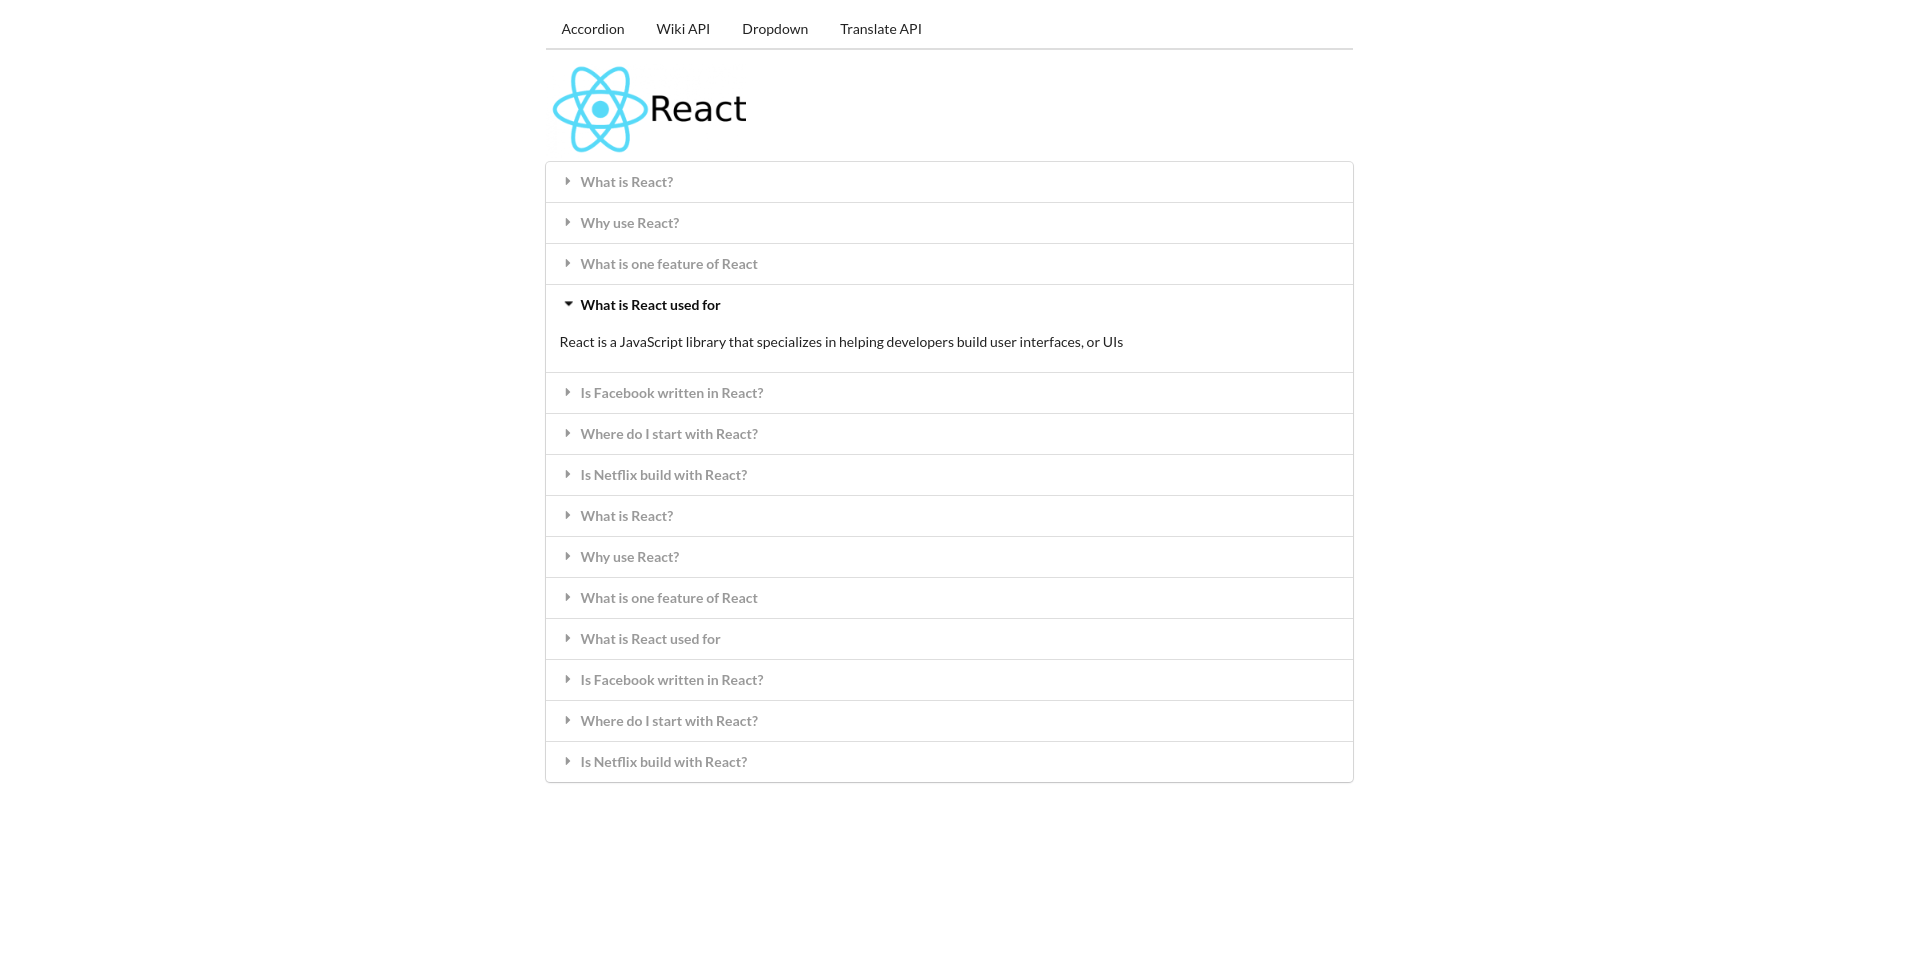 Accordion Wiki API Dropdown Translate API
React
What is React?
Why use React?
What is one feature of React
What is React used for
React is a JavaScript library that specializes in helping developers build user interfaces, or UIs
Is Facebook written in React?
Where do I start with React?
Is Netflix build with React?
What is React?
Why use React?
What is one feature of React
What is React used for
Is Facebook written in React?
Where do I start with React?
Is Netflix build with React?